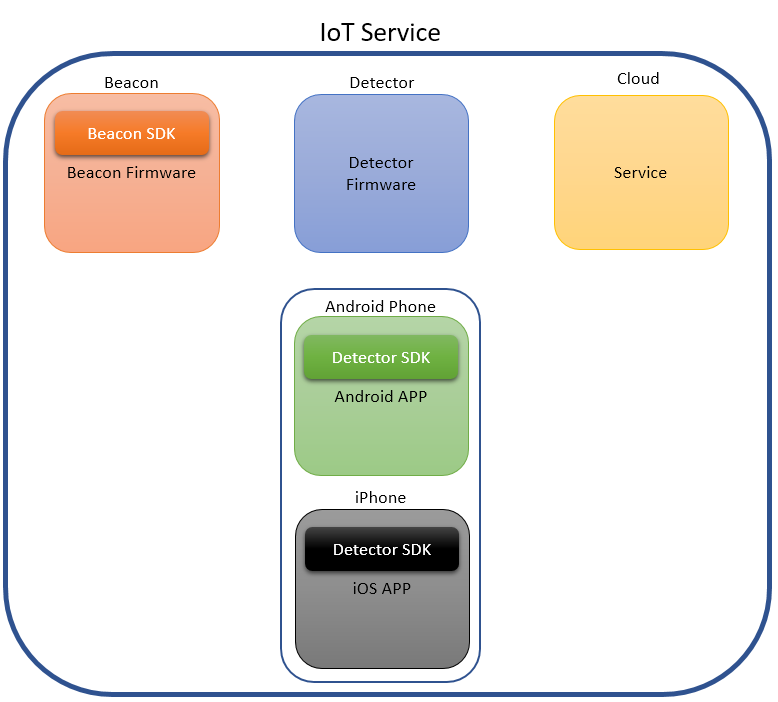 IoT Service
Beacon
Detector
Cloud
Beacon SDK
Beacon Firmware
Detector
Firmware
Service
Android Phone
Detector SDK
Android APP
iPhone
Detector SDK
iOS APP